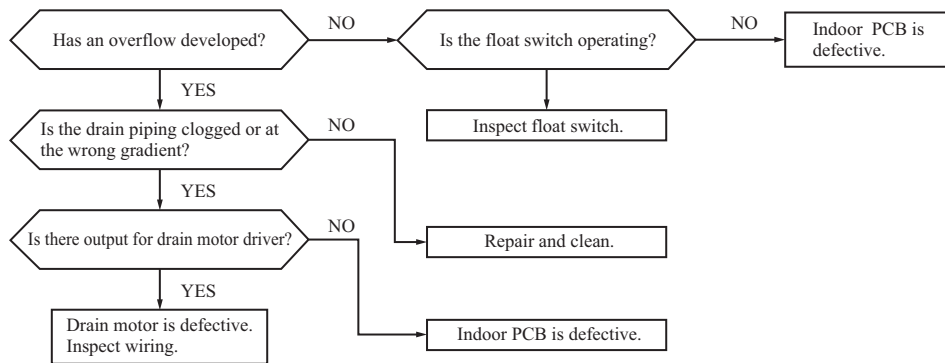 Has an overflow developed?
NO
Is the float switch operating?
NO
Indoor PCB is
defective.
YES
Inspect float switch.
Is the drain piping clogged or at
the wrong gradient?
NO
YES
Repair and clean.
Is there output for drain motor driver?
NO
YES
Drain motor is defective.
Inspect wiring.
Indoor PCB is defective.